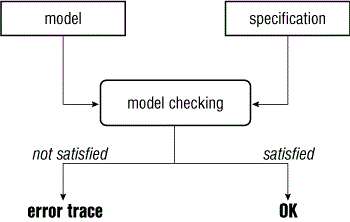 model
specification
model checking
not satisfied
satisfied
error trace
OK